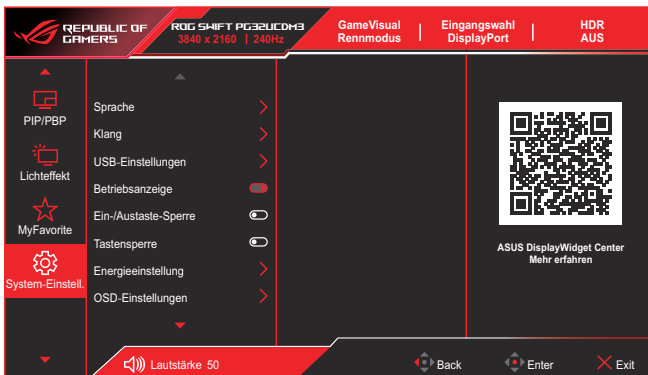 REPUBLIC OF
GAMERS
ROG SWIFT PG32UCDM3
3840 x 2160 | 240Hz
GameVisual
Rennmodus
Eingangswahl
DisplayPort
HDR
AUS
PIP/PBP
Lichteffekt
MyFavorite
System-Einstell.
Sprache
Klang
USB-Einstellungen
Betriebsanzeige
Ein-/Austaste-Sperre
Tastensperre
Energieeinstellung
OSD-Einstellungen
ASUS DisplayWidget Center
Mehr erfahren
Lautstärke 50
Back
Enter
Exit